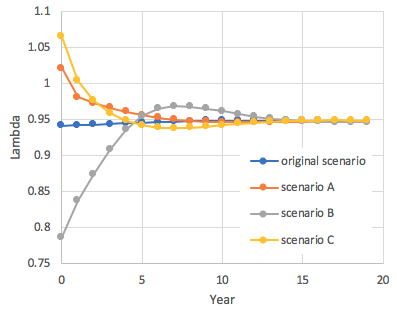 1.1
1.05
1
0.95
0.9
0.85
0.8
0.75
Lambda
original scenario
scenario A
scenario B
scenario C
0 5 10 15 20
Year